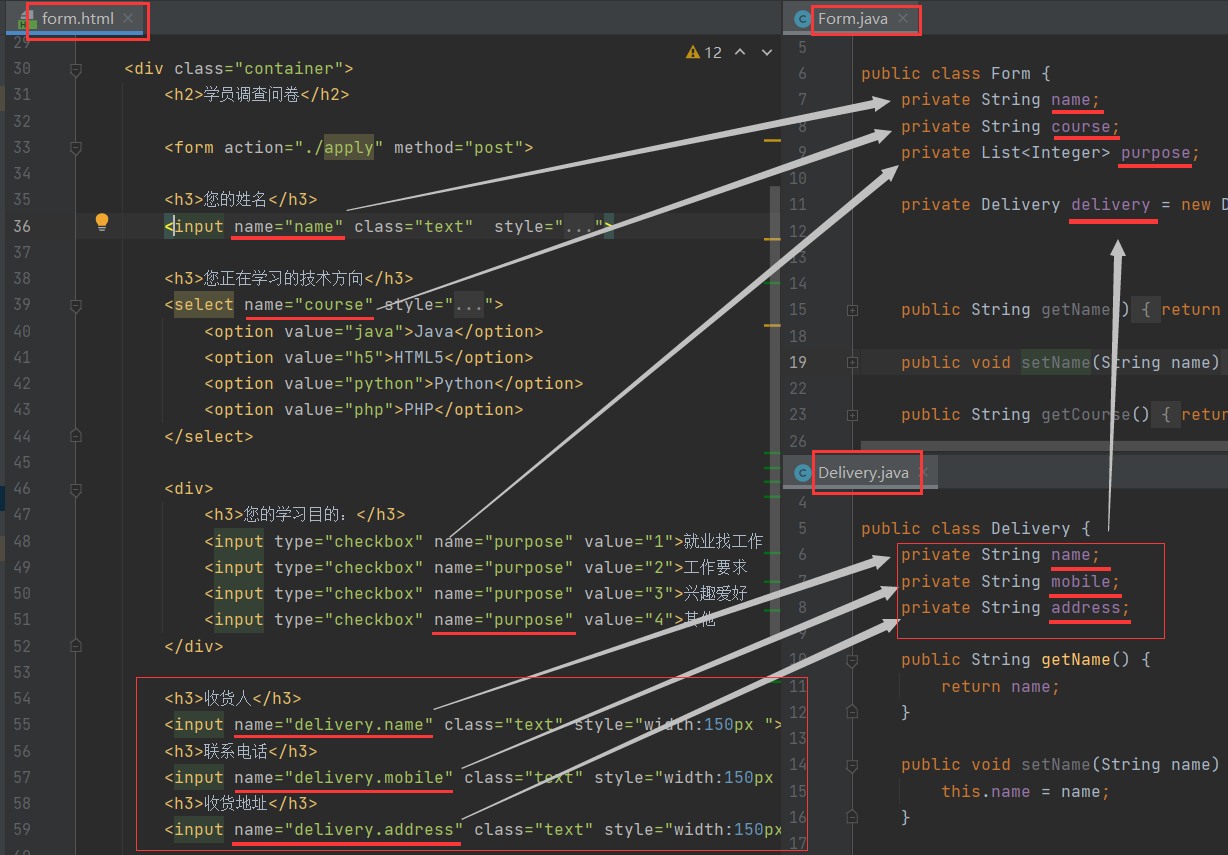 form.html
12
29
30 <div class="container">
31 <h2>学员调查问卷</h2>
32
33 <form action="./apply" method="post">
34
35 <h3>您的姓名</h3>
36 <input name="name" class="text" style="...">
37
38 <h3>您正在学习的技术方向</h3>
39 <select name="course" style="...">
40 <option value="java">Java</option>
41 <option value="h5">HTML5</option>
42 <option value="python">Python</option>
43 <option value="php">PHP</option>
44 </select>
45
46 <div>
47 <h3>您的学习目的：</h3>
48 <input type="checkbox" name="purpose" value="1">就业找工作
49 <input type="checkbox" name="purpose" value="2">工作要求
50 <input type="checkbox" name="purpose" value="3">兴趣爱好
51 <input type="checkbox" name="purpose" value="4">其他
52 </div>
53
54 <h3>收货人</h3>
55 <input name="delivery.name" class="text" style="width:150px ">
56 <h3>联系电话</h3>
57 <input name="delivery.mobile" class="text" style="width:150px
58 <h3>收货地址</h3>
59 <input name="delivery.address" class="text" style="width:150px
Form.java
5
6 public class Form {
7 private String name;
8 private String course;
9 private List<Integer> purpose;
10
11 private Delivery delivery = new D
12
13
14
15 public String getName() { return
18
19 public void setName(String name)
22
23 public String getCourse() { retur
26
Delivery.java
4
5 public class Delivery {
6 private String name;
7 private String mobile;
8 private String address;
9
10 public String getName() {
11 return name;
12 }
13
14 public void setName(String name)
15 this.name = name;
16 }
17